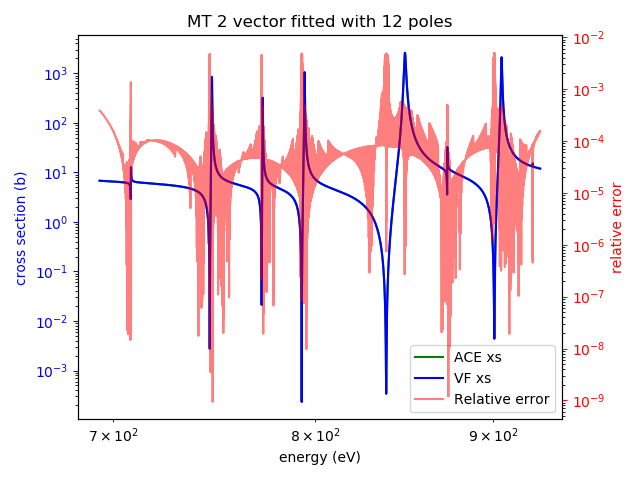 MT 2 vector fitted with 12 poles
cross section (b)
10³
10²
10¹
10⁰
10⁻¹
10⁻²
10⁻³
10⁻²
10⁻³
10⁻⁴
10⁻⁵
10⁻⁶
10⁻⁷
10⁻⁸
10⁻⁹
relative error
ACE xs
VF xs
Relative error
7 × 10² 8 × 10² 9 × 10²
energy (eV)